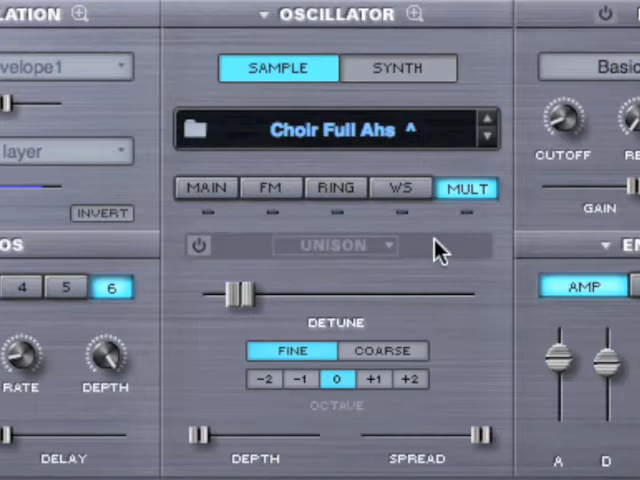 LATION
OSCILLATOR
velope1
SAMPLE SYNTH
Basic
Choir Full Ahs ^
CUTOFF RE
layer
MAIN FM RING WS MULT
INVERT
GAIN
OS
UNISON
EN
4 5 6
AMP
DETUNE
FINE COARSE
RATE DEPTH
-2 -1 0 +1 +2
OCTAVE
DELAY
DEPTH SPREAD
A D